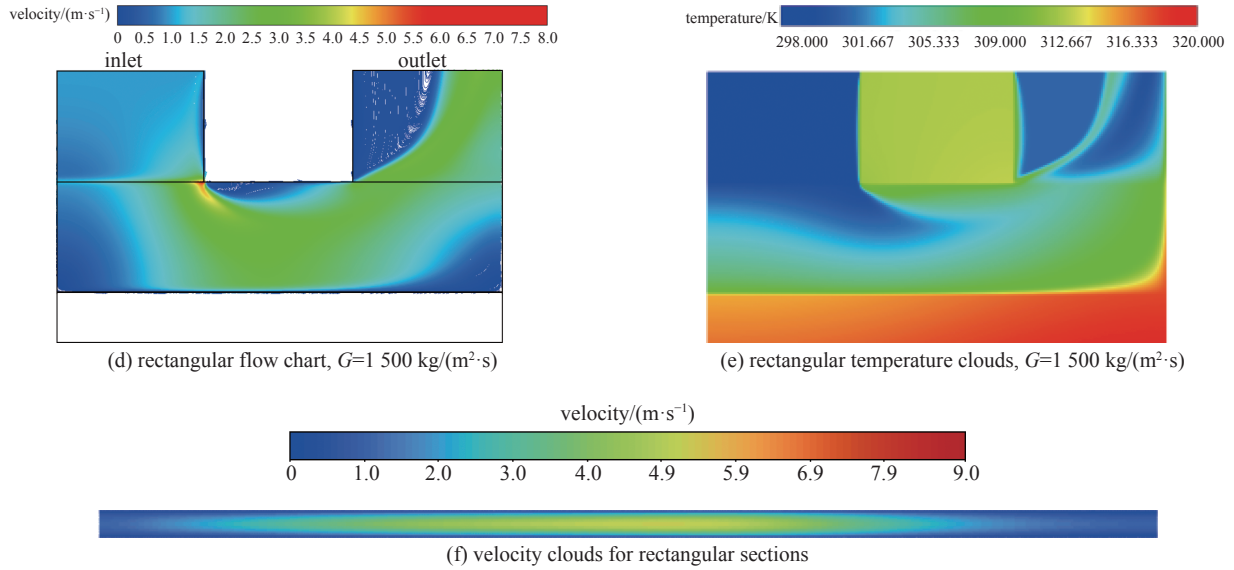 velocity/(m·s⁻¹)
0 0.5 1.0 1.5 2.0 2.5 3.0 3.5 4.0 4.5 5.0 5.5 6.0 6.5 7.0 7.5 8.0
inlet outlet
(d) rectangular flow chart, G=1 500 kg/(m²·s)
temperature/K
298.000 301.667 305.333 309.000 312.667 316.333 320.000
(e) rectangular temperature clouds, G=1 500 kg/(m²·s)
velocity/(m·s⁻¹)
0 1.0 2.0 3.0 4.0 4.9 5.9 6.9 7.9 9.0
(f) velocity clouds for rectangular sections